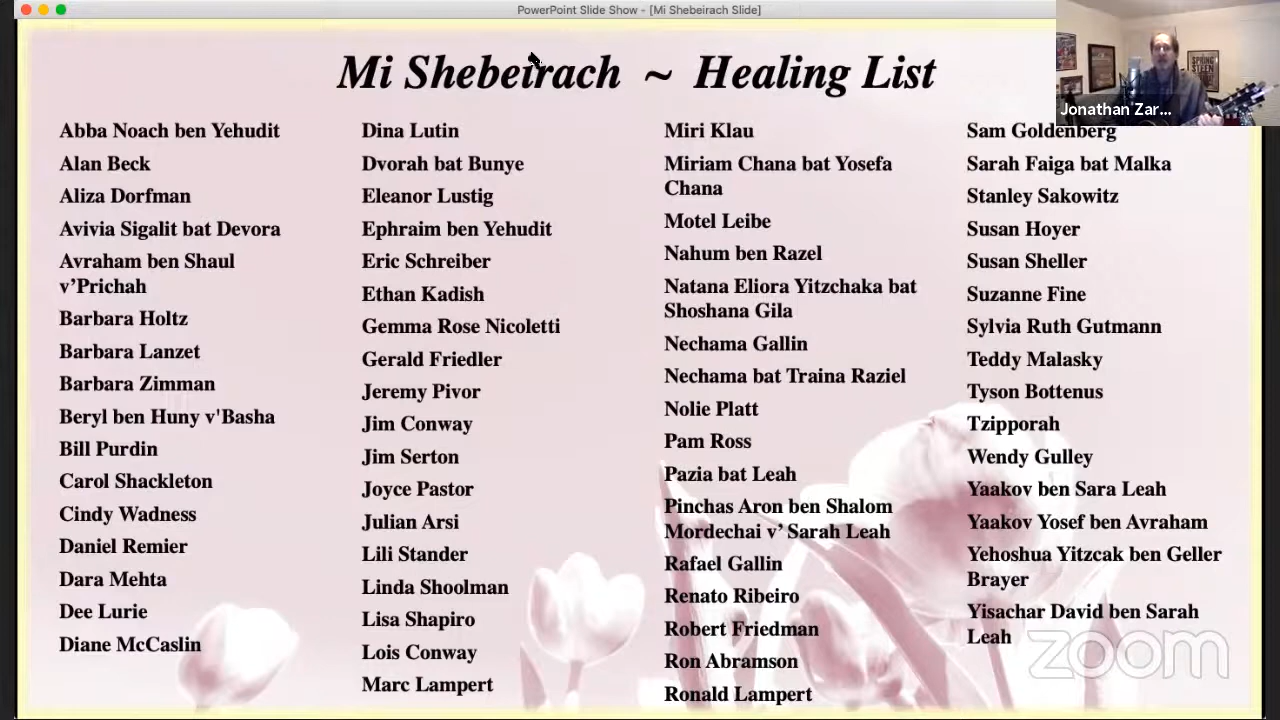 PowerPoint Slide Show - [Mi Shebeirach Slide]
Mi Shebeirach ~ Healing List
Jonathan Zar...
Abba Noach ben Yehudit
Alan Beck
Aliza Dorfman
Avivia Sigalit bat Devora
Avraham ben Shaul
v’Prichah
Barbara Holtz
Barbara Lanzet
Barbara Zimman
Beryl ben Huny v'Basha
Bill Purdin
Carol Shackleton
Cindy Wadness
Daniel Remier
Dara Mehta
Dee Lurie
Diane McCaslin
Dina Lutin
Dvorah bat Bunye
Eleanor Lustig
Ephraim ben Yehudit
Eric Schreiber
Ethan Kadish
Gemma Rose Nicoletti
Gerald Friedler
Jeremy Pivor
Jim Conway
Jim Serton
Joyce Pastor
Julian Arsi
Lili Stander
Linda Shoolman
Lisa Shapiro
Lois Conway
Marc Lampert
Miri Klau
Miriam Chana bat Yosefa
Chana
Motel Leibe
Nahum ben Razel
Natana Eliora Yitzchaka bat
Shoshana Gila
Nechama Gallin
Nechama bat Traina Raziel
Nolie Platt
Pam Ross
Pazia bat Leah
Pinchas Aron ben Shalom
Mordechai v’ Sarah Leah
Rafael Gallin
Renato Ribeiro
Robert Friedman
Ron Abramson
Ronald Lampert
Sam Goldenberg
Sarah Faiga bat Malka
Stanley Sakowitz
Susan Hoyer
Susan Sheller
Suzanne Fine
Sylvia Ruth Gutmann
Teddy Malasky
Tyson Bottenus
Tzipporah
Wendy Gulley
Yaakov ben Sara Leah
Yaakov Yosef ben Avraham
Yehoshua Yitzcak ben Geller
Brayer
Yisachar David ben Sarah
Leah
zoom